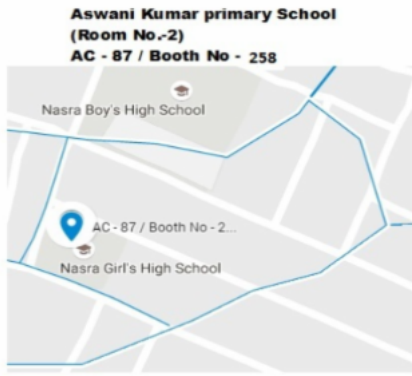 Aswani Kumar primary School
(Room No.-2)
AC - 87 / Booth No - 258
Nasra Boy's High School
AC - 87 / Booth No - 2...
Nasra Girl's High School